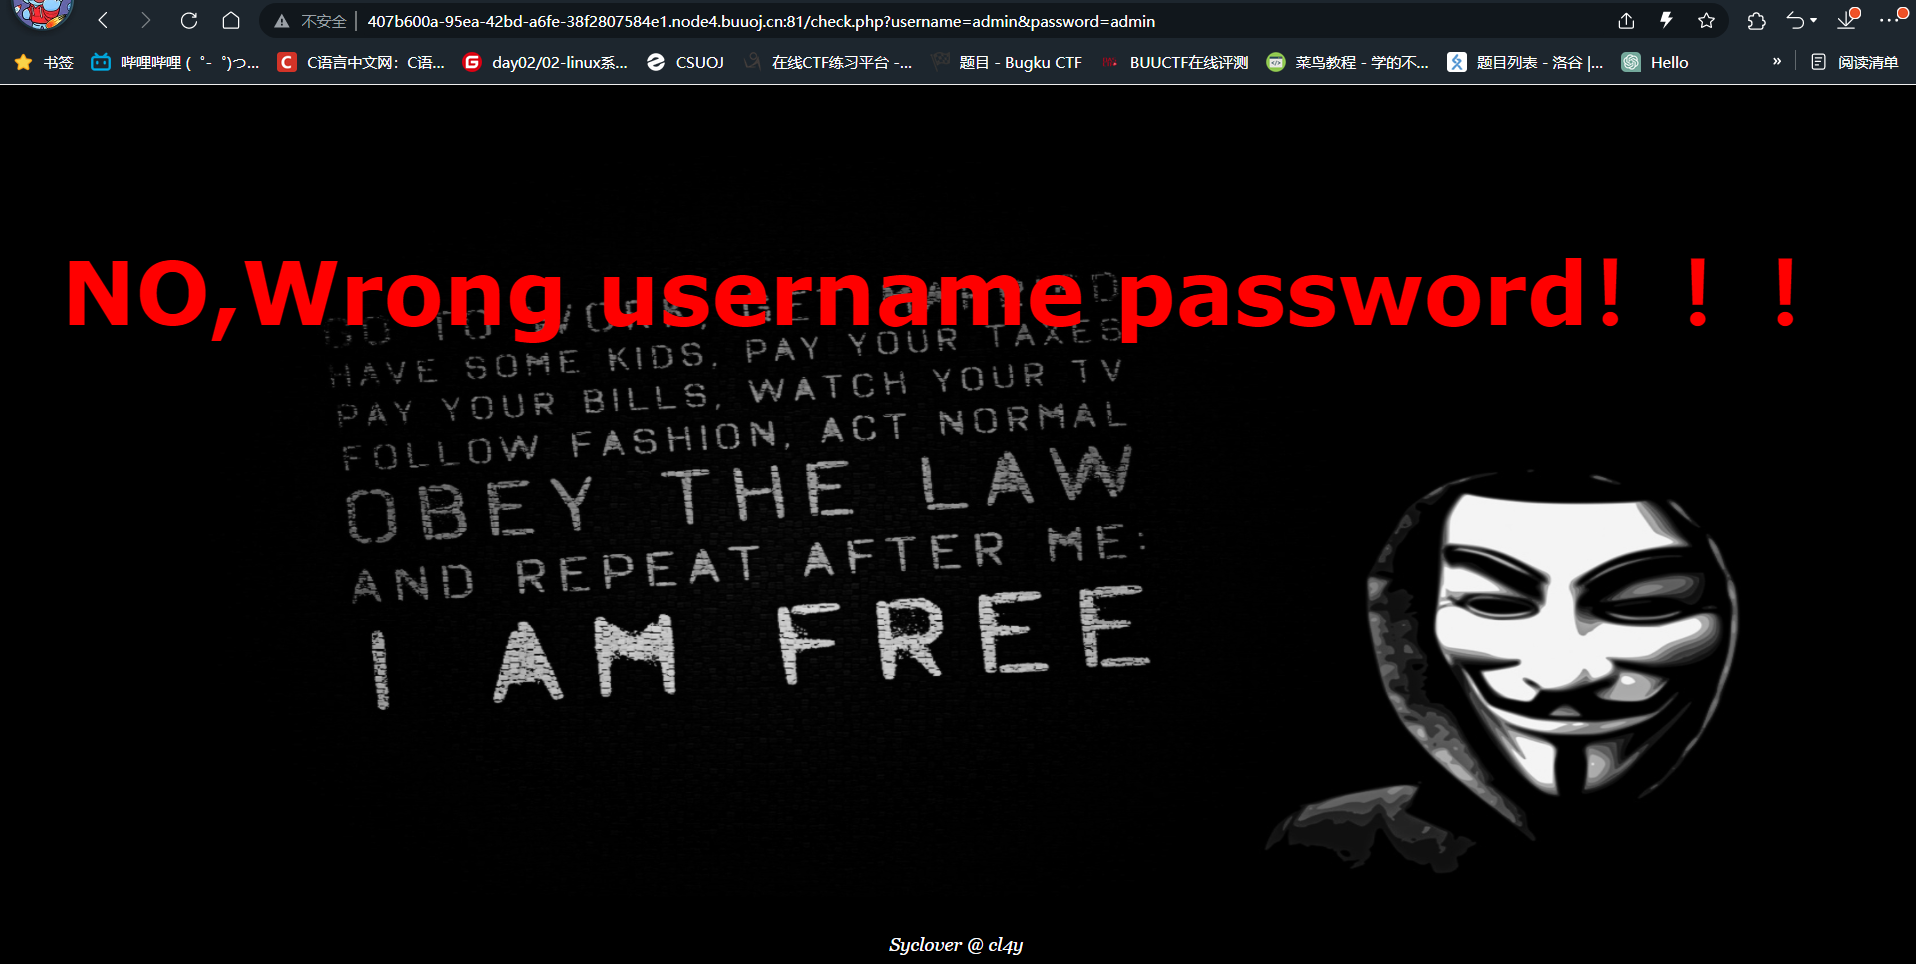 不安全 407b600a-95ea-42bd-a6fe-38f2807584e1.node4.buuoj.cn:81/check.php?username=admin&password=admin
书签 哔哩哔哩 ( ゜- ゜)つ... C语言中文网：C语... day02/02-linux系... CSUOJ 在线CTF练习平台 -... 题目 - Bugku CTF BUUCTF在线评测 菜鸟教程 - 学的不... 题目列表 - 洛谷 |... Hello » 阅读清单
NO,Wrong username password！！！
GO TO WORK, GET MARRIED
HAVE SOME KIDS, PAY YOUR TAXES
PAY YOUR BILLS, WATCH YOUR TV
FOLLOW FASHION, ACT NORMAL
OBEY THE LAW
AND REPEAT AFTER ME:
I AM FREE
Syclover @ cl4y